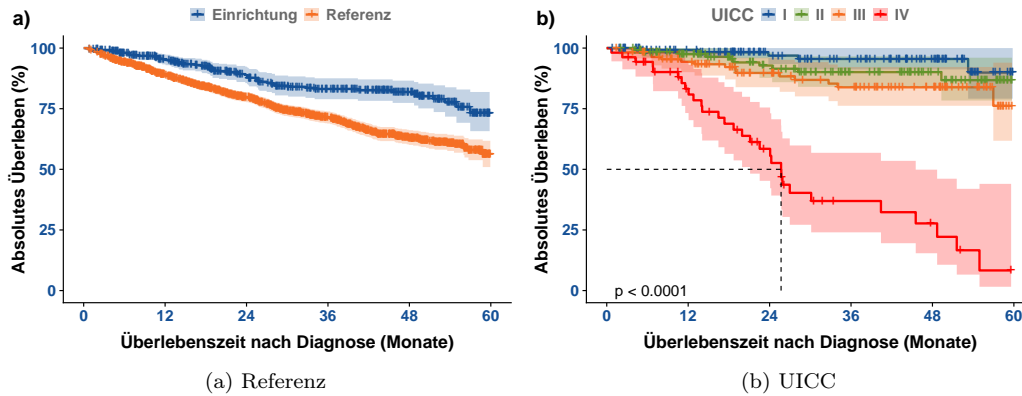 a)
Einrichtung Referenz
Absolutes Überleben (%)
100
75
50
25
0
0 12 24 36 48 60
Überlebenszeit nach Diagnose (Monate)
(a) Referenz
b)
UICC I II III IV
Absolutes Überleben (%)
100
75
50
25
0
p < 0.0001
0 12 24 36 48 60
Überlebenszeit nach Diagnose (Monate)
(b) UICC